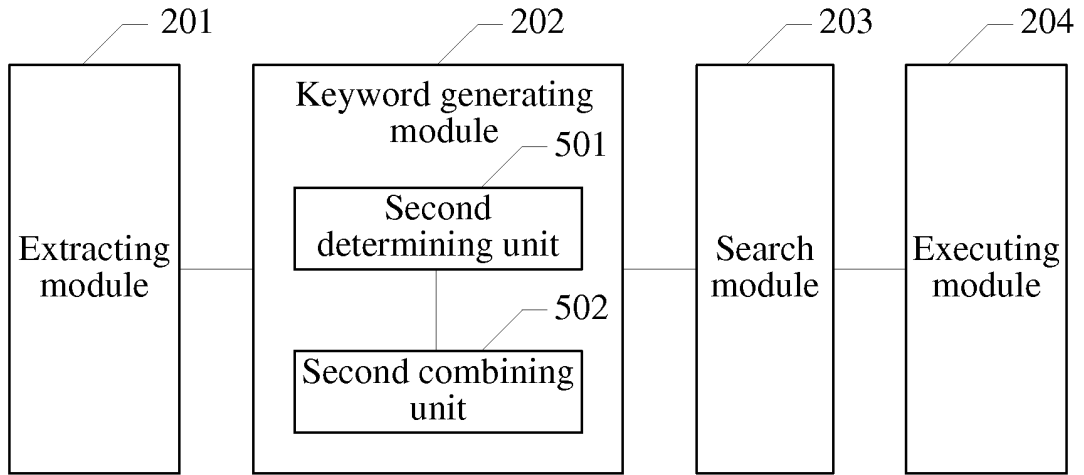 201
202
203
204
Keyword generating
module
501
Second
determining unit
Extracting
module
Search
module
Executing
module
502
Second combining
unit